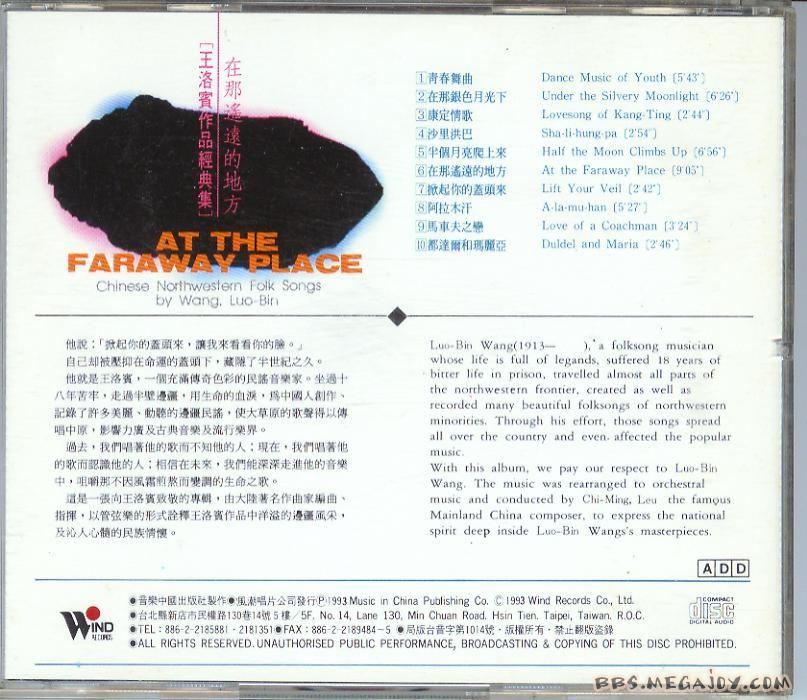 在那遙遠的地方
[王洛賓作品經典集]
AT THE
FARAWAY PLACE
Chinese Northwestern Folk Songs
by Wang, Luo-Bin
1 青春舞曲 Dance Music of Youth (5'43")
2 在那銀色月光下 Under the Silvery Moonlight (6'26")
3 康定情歌 Lovesong of Kang-Ting (2'44")
4 沙里洪巴 Sha-li-hung-pa (2'54")
5 半個月亮爬上來 Half the Moon Climbs Up (6'56")
6 在那遙遠的地方 At the Faraway Place (9'05")
7 掀起你的蓋頭來 Lift Your Veil (2'42")
8 阿拉木汗 A-la-mu-han (5'27")
9 馬車夫之戀 Love of a Coachman (3'24")
10 都達爾和瑪麗亞 Duldel and Maria (2'46")
他說：「掀起你的蓋頭來，讓我來看看你的臉。」
自己却被壓抑在命運的蓋頭下，藏隱了半世紀之久。
他就是王洛賓，一個充滿傳奇色彩的民謠音樂家。坐過十
八年苦牢，走過半壁邊疆，用生命的血淚，爲中國人創作、
記錄了許多美麗、動聽的邊疆民謠，使大草原的歌聲得以傳
唱中原，影響力廣及古典音樂及流行樂界。
過去，我們唱著他的歌而不知他的人；現在，我們唱著他
的歌而認識他的人；相信在未來，我們能深深走進他的音樂
中，咀嚼那不因風霜煎熬而變調的生命之歌。
這是一張向王洛賓致敬的專輯，由大陸著名作曲家編曲、
指揮，以管弦樂的形式詮釋王洛賓作品中洋溢的邊疆風采，
及沁人心髓的民族情懷。
Luo-Bin Wang(1913— ), a folksong musician
whose life is full of legands, suffered 18 years of
bitter life in prison, travelled almost all parts of
the northwestern frontier, created as well as
recorded many beautiful folksongs of northwestern
minorities. Through his effort, those songs spread
all over the country and even affected the popular
music.
With this album, we pay our respect to Luo-Bin
Wang. The music was rearranged to orchestral
music and conducted by Chi-Ming, Leu the famous
Mainland China composer, to express the national
spirit deep inside Luo-Bin Wangs's masterpieces.
ADD
WIND
RECORDS
●音樂中國出版社製作●風潮唱片公司發行Ⓟ1993 Music in China Publishing Co. Ⓒ 1993 Wind Records Co., Ltd.
●台北縣新店市民權路130巷14號5樓／5F. No. 14, Lane 130, Min Chuan Road. Hsin Tien. Taipei, Taiwan. R.O.C.
●TEL：886-2-2185881・2181351●FAX：886-2-2189484~5 ●局版台音字第1014號・版權所有・禁止翻版盜錄
●ALL RIGHTS RESERVED. UNAUTHORISED PUBLIC PERFORMANCE, BROADCASTING & COPYING OF THIS DISC PROHIBITED.
COMPACT
disc
DIGITAL AUDIO
BBS.MEGAJOY.COM